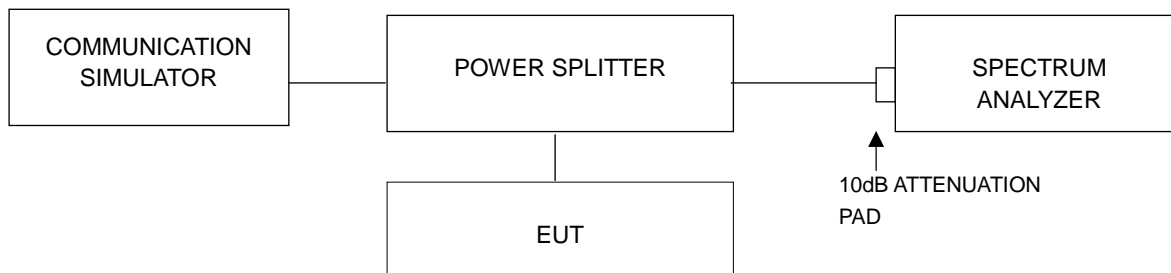 COMMUNICATION
SIMULATOR
POWER SPLITTER
SPECTRUM
ANALYZER
10dB ATTENUATION
PAD
EUT